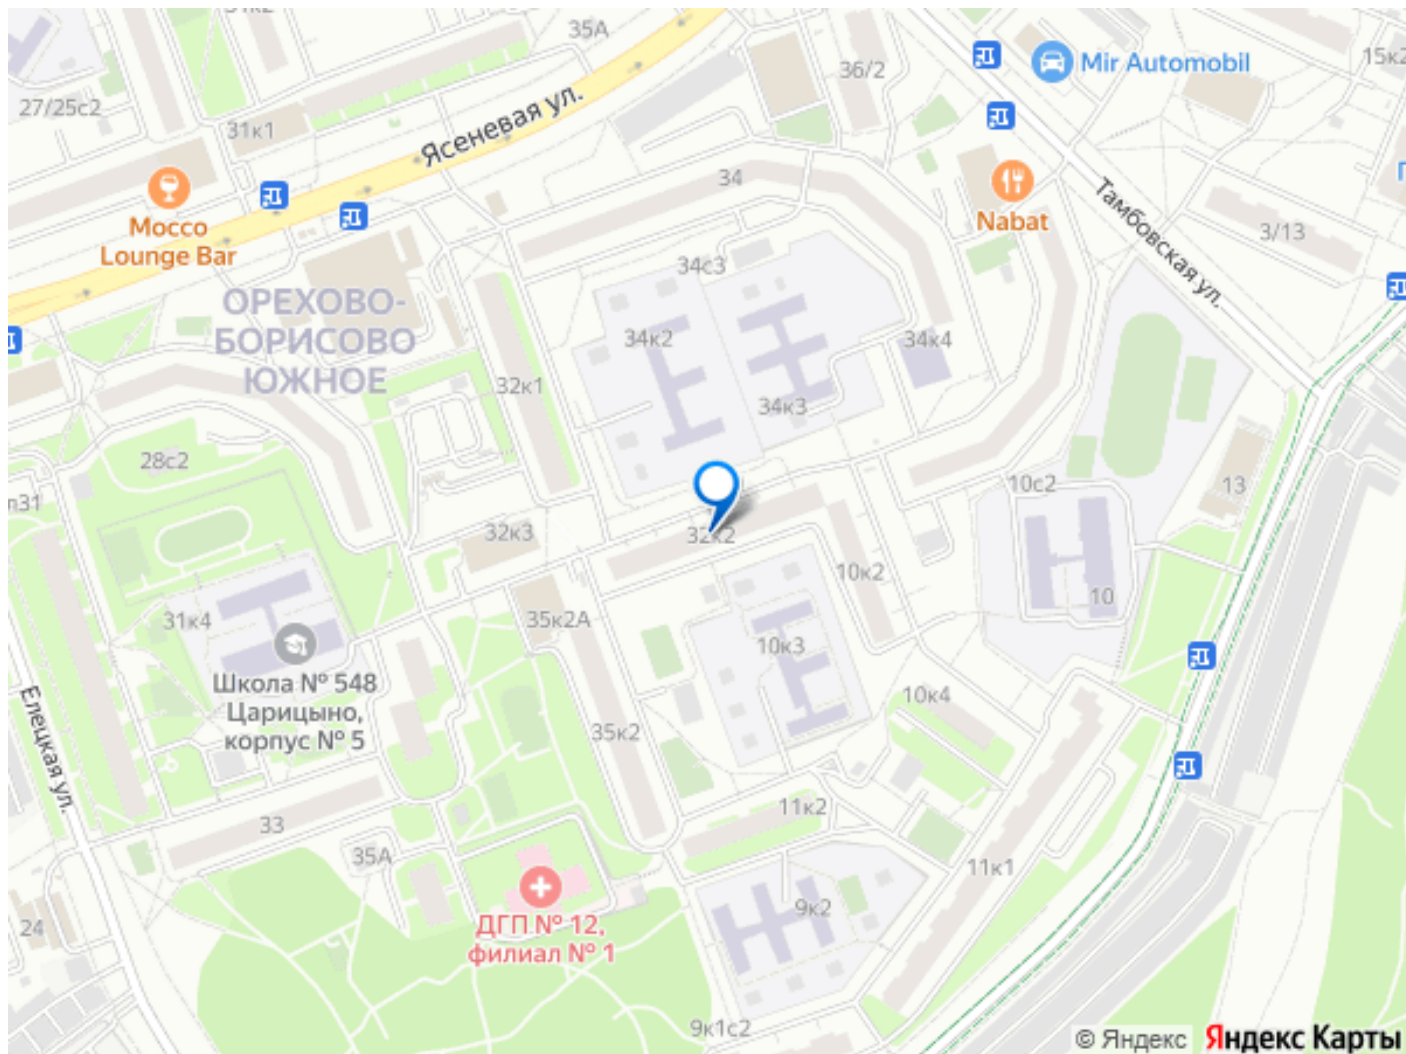 31к2
35А
27/25с2
31к1
Ясеневая ул.
36/2
Mir Automobil
15к2
Mocco
Lounge Bar
34
Nabat
Тамбовская ул.
3/13
ОРЕХОВО-
БОРИСОВО
ЮЖНОЕ
34с3
34к2
34к4
32к1
34к3
28с2
10с2
13
32к3
32к2
10к2
31к4
35к2А
10
10к3
Школа № 548
Царицыно,
корпус № 5
10к4
35к2
Елецкая ул.
11к2
33
35А
11к1
ДГП № 12,
филиал № 1
9к2
24
9к1с2
© Яндекс Яндекс Карты